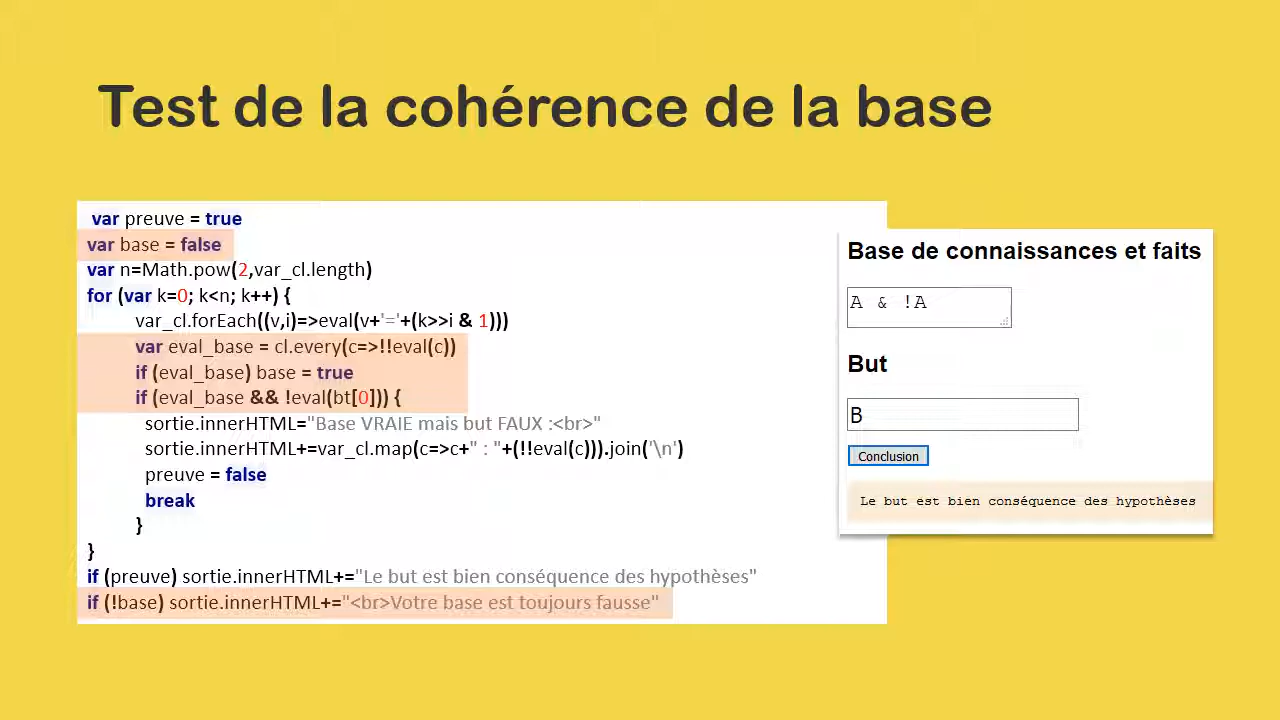 Test de la cohérence de la base
var preuve = true
var base = false
var n=Math.pow(2,var_cl.length)
for (var k=0; k<n; k++) {
var_cl.forEach((v,i)=>eval(v+'='+(k>>i & 1)))
var eval_base = cl.every(c=>!!eval(c))
if (eval_base) base = true
if (eval_base && !eval(bt[0])) {
sortie.innerHTML="Base VRAIE mais but FAUX :<br>"
sortie.innerHTML+=var_cl.map(c=>c+" : "+(!!eval(c))).join('\n')
preuve = false
break
}
}
if (preuve) sortie.innerHTML+="Le but est bien conséquence des hypothèses"
if (!base) sortie.innerHTML+="<br>Votre base est toujours fausse"
Base de connaissances et faits
A & !A
But
B
Conclusion
Le but est bien conséquence des hypothèses